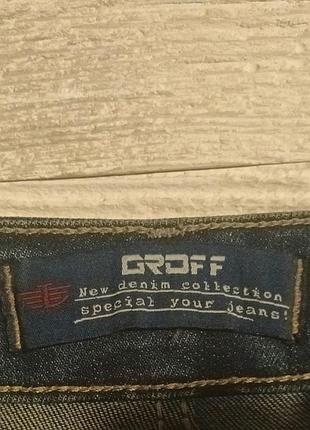 GROFF
New denim collection
special your jeans!